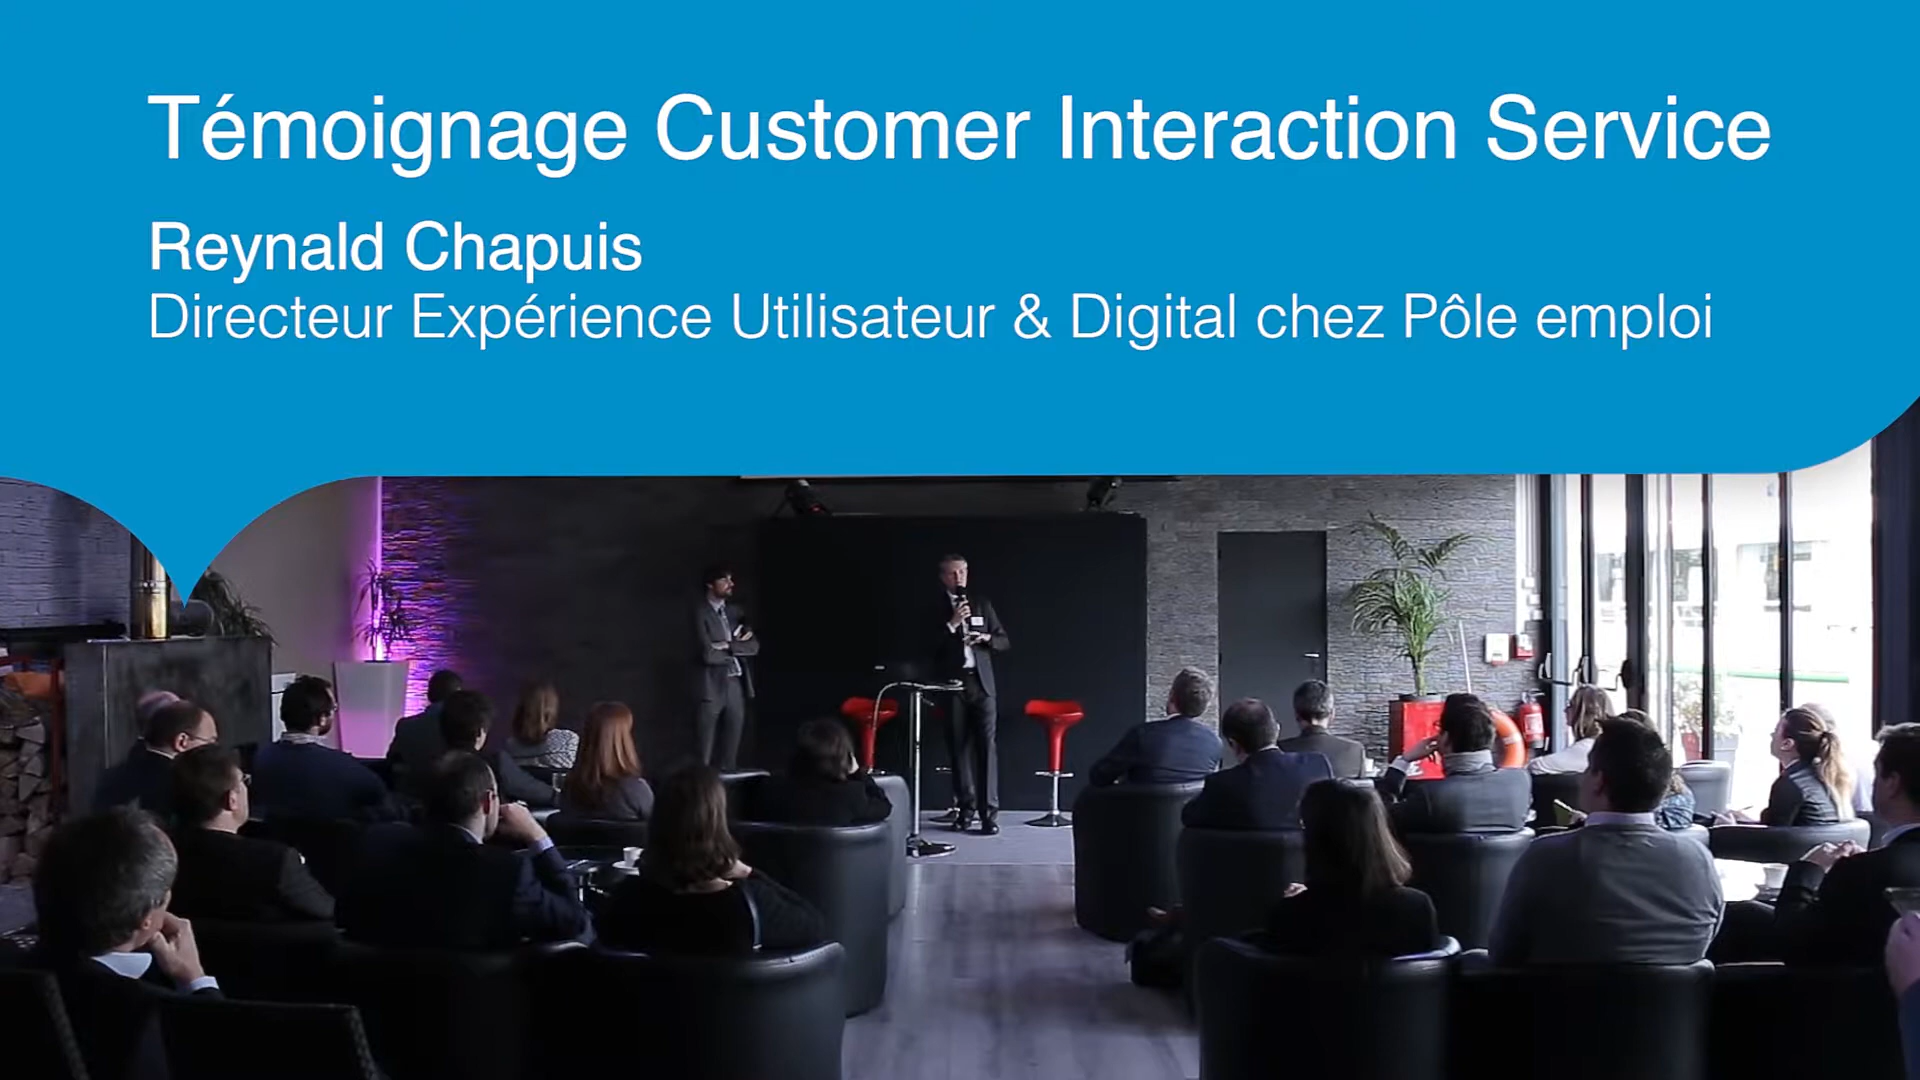 Témoignage Customer Interaction Service
Reynald Chapuis
Directeur Expérience Utilisateur & Digital chez Pôle emploi